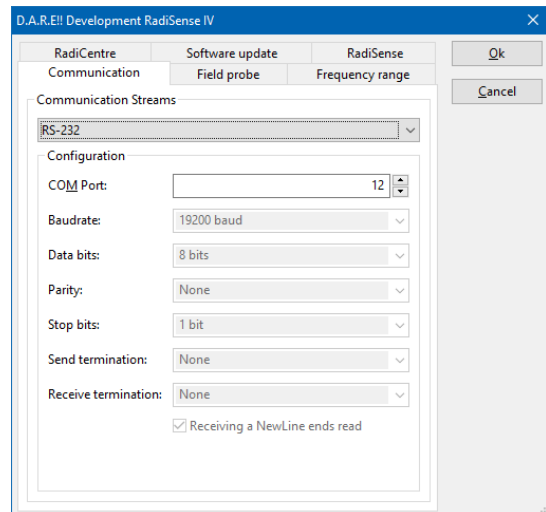 D.A.R.E!! Development RadiSense IV
RadiCentre Software update RadiSense
Communication Field probe Frequency range
Ok
Cancel
Communication Streams
RS-232
Configuration
COM Port: 12
Baudrate: 19200 baud
Data bits: 8 bits
Parity: None
Stop bits: 1 bit
Send termination: None
Receive termination: None
Receiving a NewLine ends read